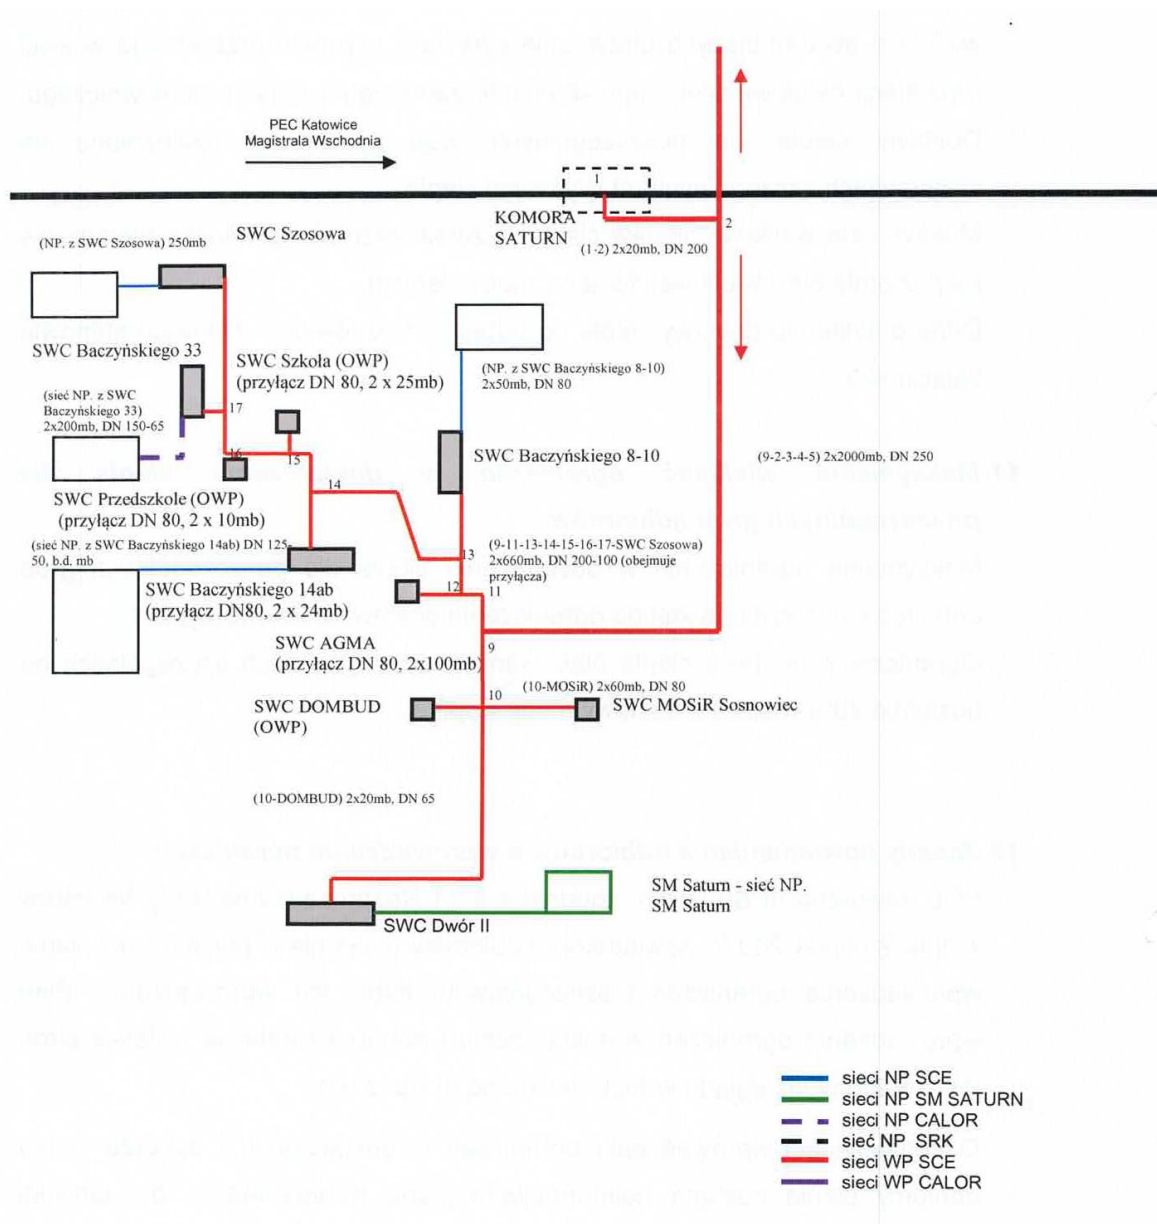 PEC Katowice
Magistrala Wschodnia
1
KOMORA
SATURN
2
(1-2) 2x20mb, DN 200
SWC Szosowa
(NP. z SWC Szosowa) 250mb
SWC Baczyńskiego 33
SWC Szkoła (OWP)
(przyłącz DN 80, 2 x 25mb)
(NP. z SWC Baczyńskiego 8-10)
2x50mb, DN 80
(sieć NP. z SWC
Baczyńskiego 33)
2x200mb, DN 150-65
17
16
15
SWC Baczyńskiego 8-10
(9-2-3-4-5) 2x2000mb, DN 250
14
SWC Przedszkole (OWP)
(przyłącz DN 80, 2 x 10mb)
(sieć NP. z SWC Baczyńskiego 14ab) DN 125-
50, b.d. mb
13
(9-11-13-14-15-16-17-SWC Szosowa)
2x660mb, DN 200-100 (obejmuje
przyłącza)
SWC Baczyńskiego 14ab
(przyłącz DN80, 2 x 24mb)
12
11
SWC AGMA
(przyłącz DN 80, 2x100mb)
9
(10-MOSiR) 2x60mb, DN 80
10
SWC DOMBUD
(OWP)
SWC MOSiR Sosnowiec
(10-DOMBUD) 2x20mb, DN 65
SM Saturn - sieć NP.
SM Saturn
SWC Dwór II
sieci NP SCE
sieci NP SM SATURN
sieci NP CALOR
sieć NP SRK
sieci WP SCE
sieci WP CALOR